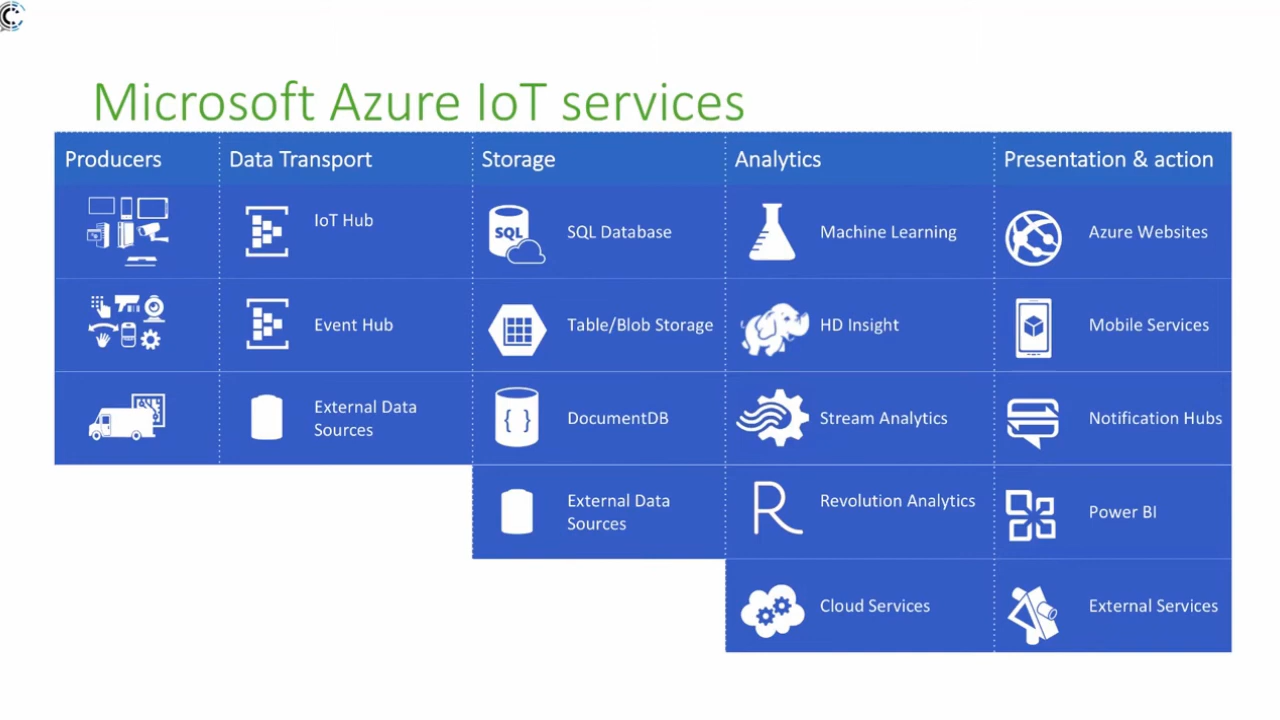 Microsoft Azure IoT services
Producers
Data Transport
Storage
Analytics
Presentation & action
IoT Hub
SQL
SQL Database
Machine Learning
Azure Websites
Event Hub
Table/Blob Storage
HD Insight
Mobile Services
External Data
Sources
{ }
DocumentDB
Stream Analytics
Notification Hubs
External Data
Sources
R
Revolution Analytics
Power BI
Cloud Services
External Services